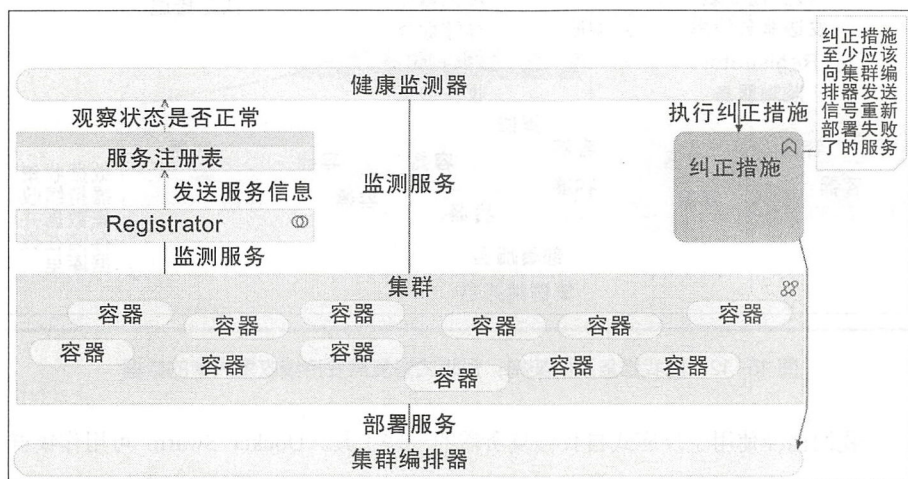 纠正措施
至少应该
向集群编
排器发送
信号重新
部署失败
了的服务
健康监测器
观察状态是否正常
执行纠正措施
服务注册表
纠正措施
发送服务信息
监测服务
Registrator
监测服务
集群
容器
容器
容器
容器
容器
容器
容器
容器
容器
容器
容器
容器
部署服务
集群编排器